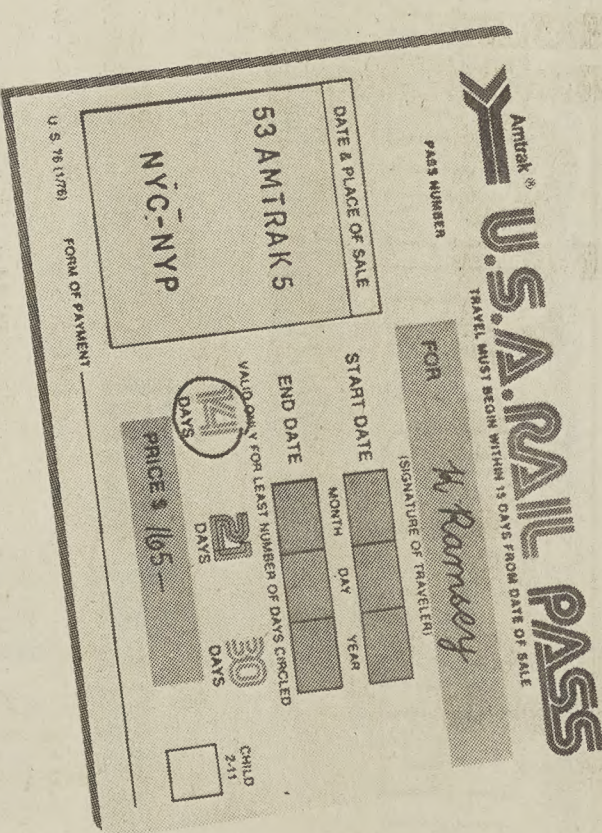 Amtrak® U.S.A. RAIL PASS
TRAVEL MUST BEGIN WITHIN 15 DAYS FROM DATE OF SALE
PASS NUMBER
FOR M Ramsey
(SIGNATURE OF TRAVELER)
DATE & PLACE OF SALE
53 AMTRAK 5
NYC-NYP
START DATE
MONTH DAY YEAR
END DATE
VALID ONLY FOR LEAST NUMBER OF DAYS CIRCLED
14 DAYS
21 DAYS
30 DAYS
PRICE $ 165—
CHILD
2-11
U. S. 76 (1/76) FORM OF PAYMENT